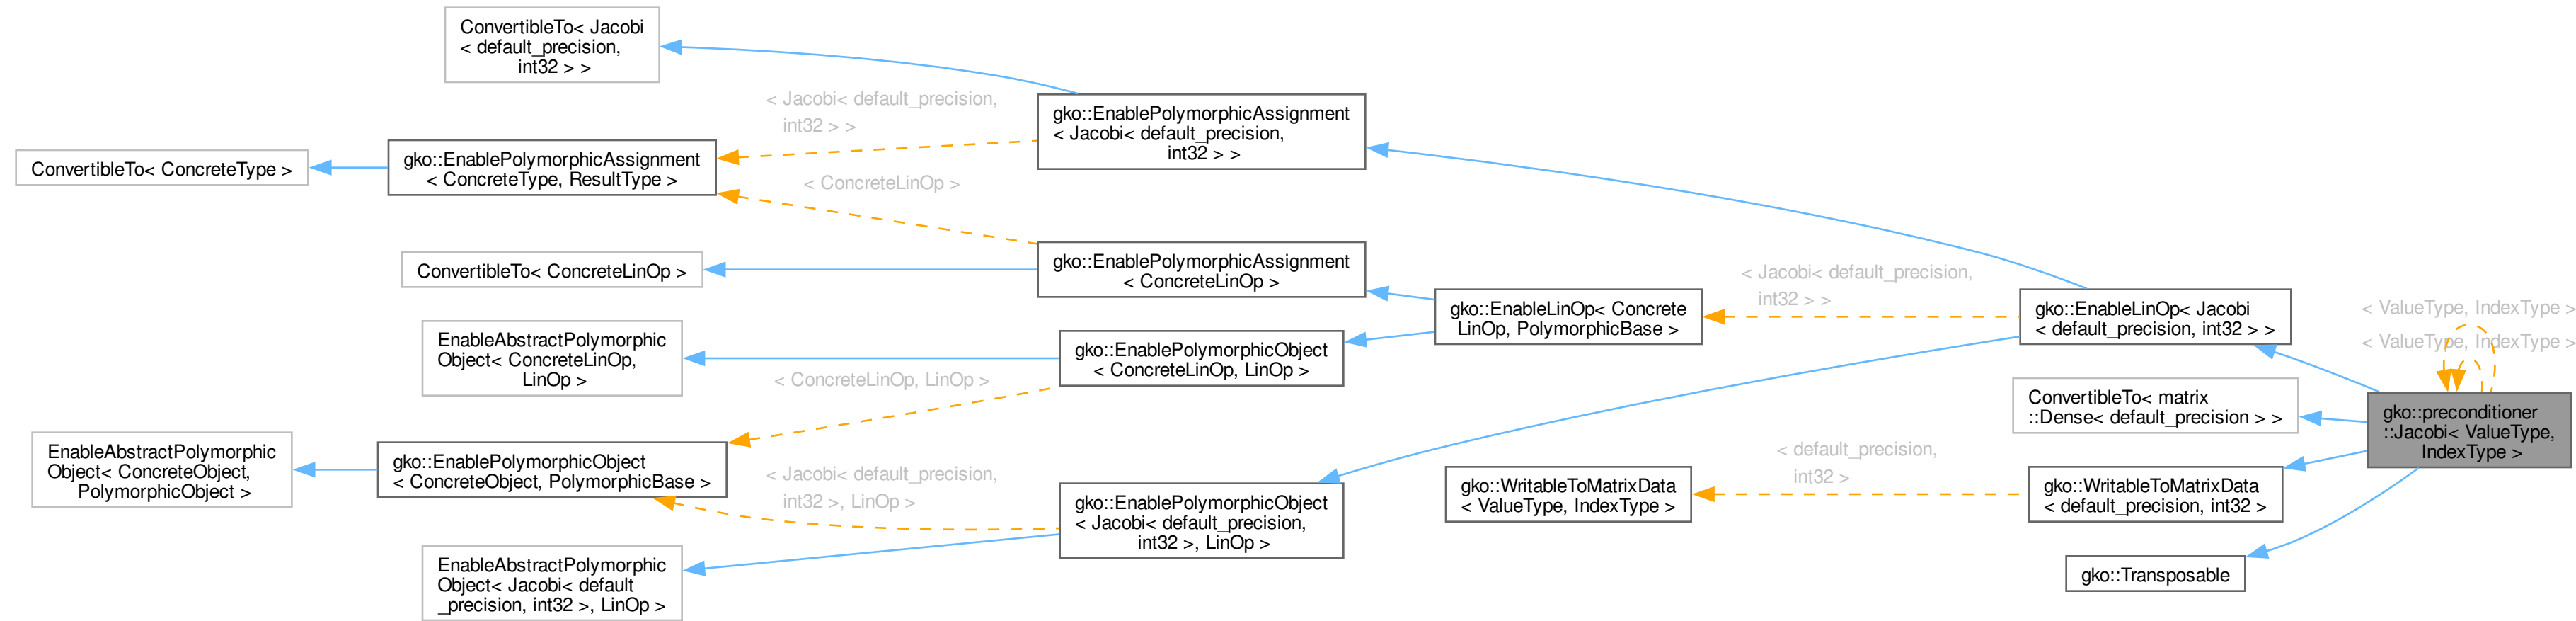 ConvertibleTo< Jacobi
< default_precision,
int32 > >
< Jacobi< default_precision,
int32 > >
gko::EnablePolymorphicAssignment
< Jacobi< default_precision,
int32 > >
ConvertibleTo< ConcreteType >
gko::EnablePolymorphicAssignment
< ConcreteType, ResultType >
< ConcreteLinOp >
ConvertibleTo< ConcreteLinOp >
gko::EnablePolymorphicAssignment
< ConcreteLinOp >
gko::EnableLinOp< Concrete
LinOp, PolymorphicBase >
< Jacobi< default_precision,
int32 > >
gko::EnableLinOp< Jacobi
< default_precision, int32 > >
< ValueType, IndexType >
< ValueType, IndexType >
EnableAbstractPolymorphic
Object< ConcreteLinOp,
LinOp >
gko::EnablePolymorphicObject
< ConcreteLinOp, LinOp >
< ConcreteLinOp, LinOp >
ConvertibleTo< matrix
::Dense< default_precision > >
gko::preconditioner
::Jacobi< ValueType,
IndexType >
EnableAbstractPolymorphic
Object< ConcreteObject,
PolymorphicObject >
gko::EnablePolymorphicObject
< ConcreteObject, PolymorphicBase >
< Jacobi< default_precision,
int32 >, LinOp >
gko::EnablePolymorphicObject
< Jacobi< default_precision,
int32 >, LinOp >
gko::WritableToMatrixData
< ValueType, IndexType >
< default_precision,
int32 >
gko::WritableToMatrixData
< default_precision, int32 >
EnableAbstractPolymorphic
Object< Jacobi< default
_precision, int32 >, LinOp >
gko::Transposable